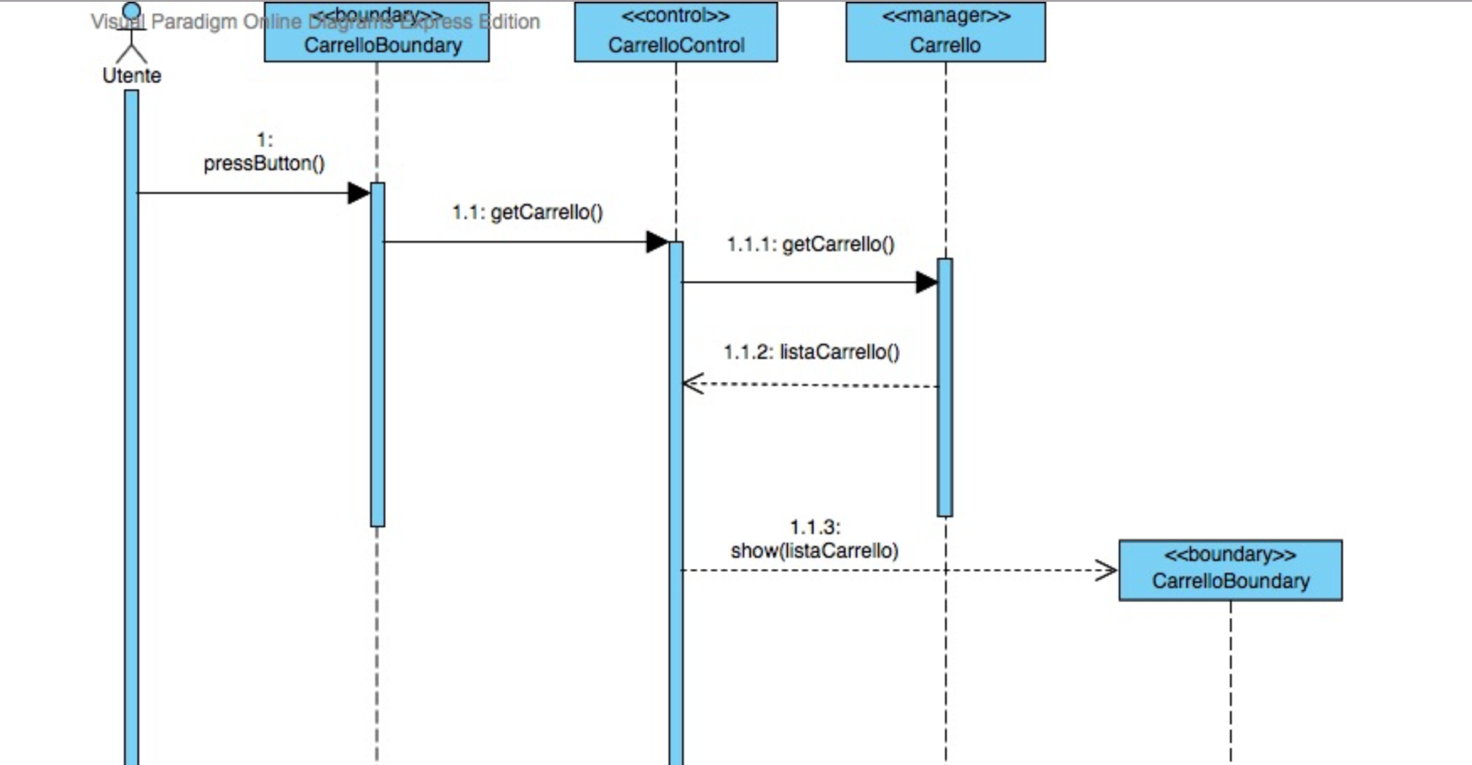 Visual Paradigm Online Diagrams Express Edition
<<boundary>>
CarrelloBoundary
<<control>>
CarrelloControl
<<manager>>
Carrello
Utente
1:
pressButton()
1.1: getCarrello()
1.1.1: getCarrello()
1.1.2: listaCarrello()
1.1.3:
show(listaCarrello)
<<boundary>>
CarrelloBoundary